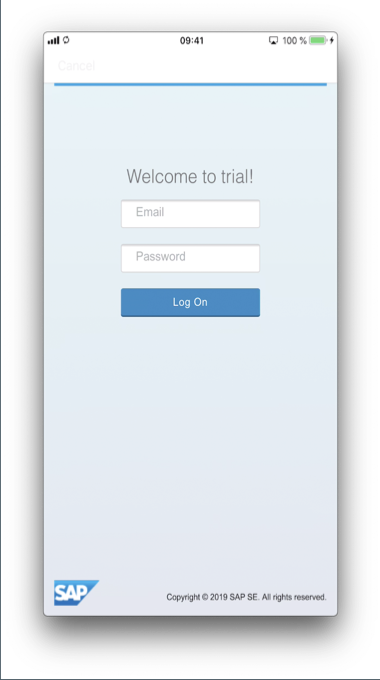 09:41
100 %
Cancel
Welcome to trial!
Email
Password
Log On
SAP
Copyright © 2019 SAP SE. All rights reserved.